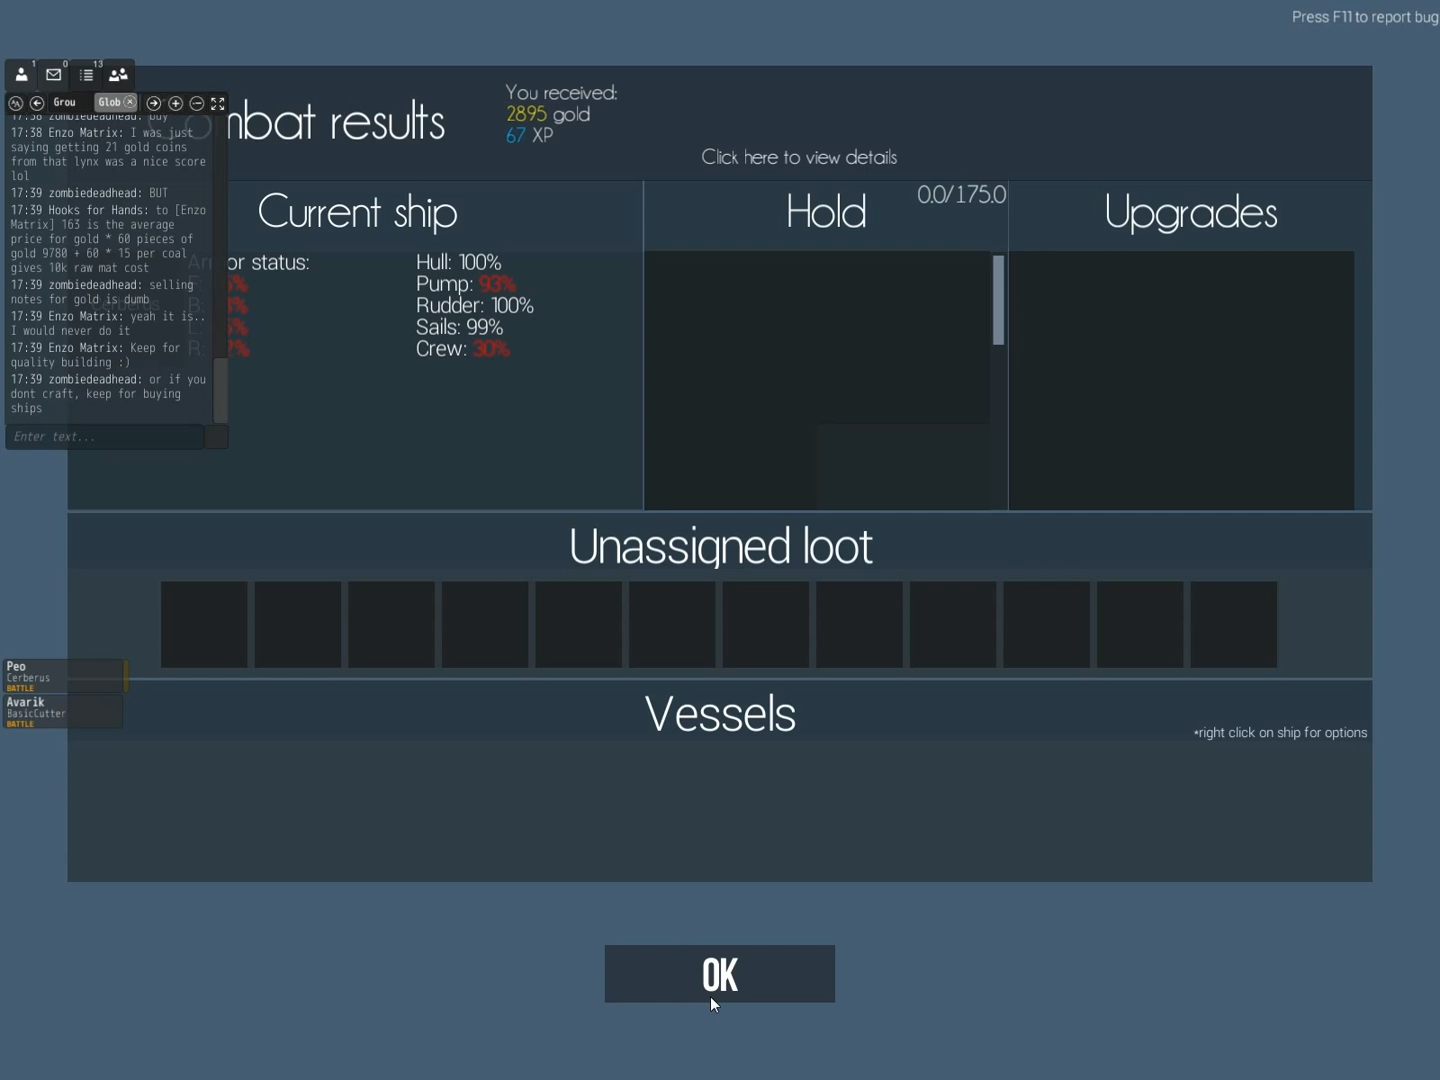 Press F11 to report bug
1
0
13
Grou
Glob
mbat results
You received:
2895 gold
67 XP
Click here to view details
17:38 zombiedeadhead: buy
17:38 Enzo Matrix: I was just
saying getting 21 gold coins
from that lynx was a nice score
lol
17:39 zombiedeadhead: BUT
17:39 Hooks for Hands: to [Enzo
Matrix] 163 is the average
price for gold * 60 pieces of
gold 9780 + 60 * 15 per coal
gives 10k raw mat cost
17:39 zombiedeadhead: selling
notes for gold is dumb
17:39 Enzo Matrix: yeah it is..
I would never do it
17:39 Enzo Matrix: Keep for
quality building :)
17:39 zombiedeadhead: or if you
dont craft, keep for buying
ships
Enter text...
Current ship
Armor status:
Hull: 100%
Pump: 93%
Rudder: 100%
Sails: 99%
Crew: 30%
Hold
0.0/175.0
Upgrades
Unassigned loot
Peo
Cerberus
BATTLE
Avarik
BasicCutter
BATTLE
Vessels
*right click on ship for options
OK